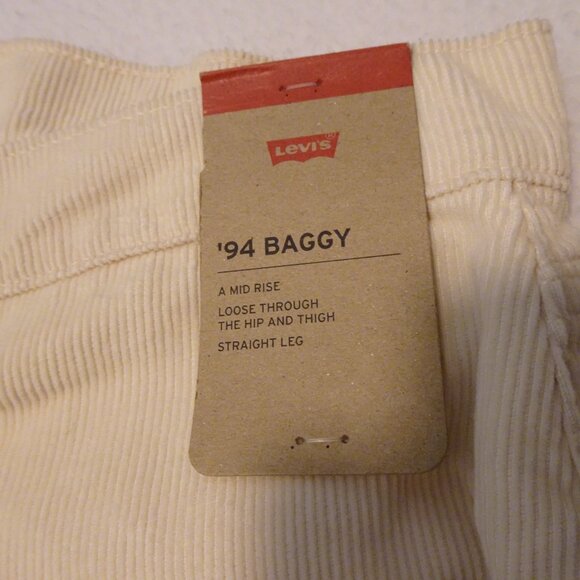 Levi's
'94 BAGGY
A MID RISE
LOOSE THROUGH
THE HIP AND THIGH
STRAIGHT LEG